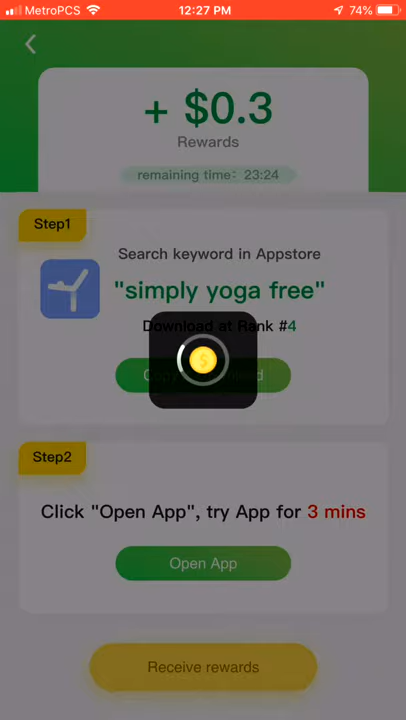 MetroPCS
12:27 PM
74%
+ $0.3
Rewards
remaining time: 23:24
Step1
Search keyword in Appstore
"simply yoga free"
Download at Rank #4
Step2
Click "Open App", try App for 3 mins
Open App
Receive rewards